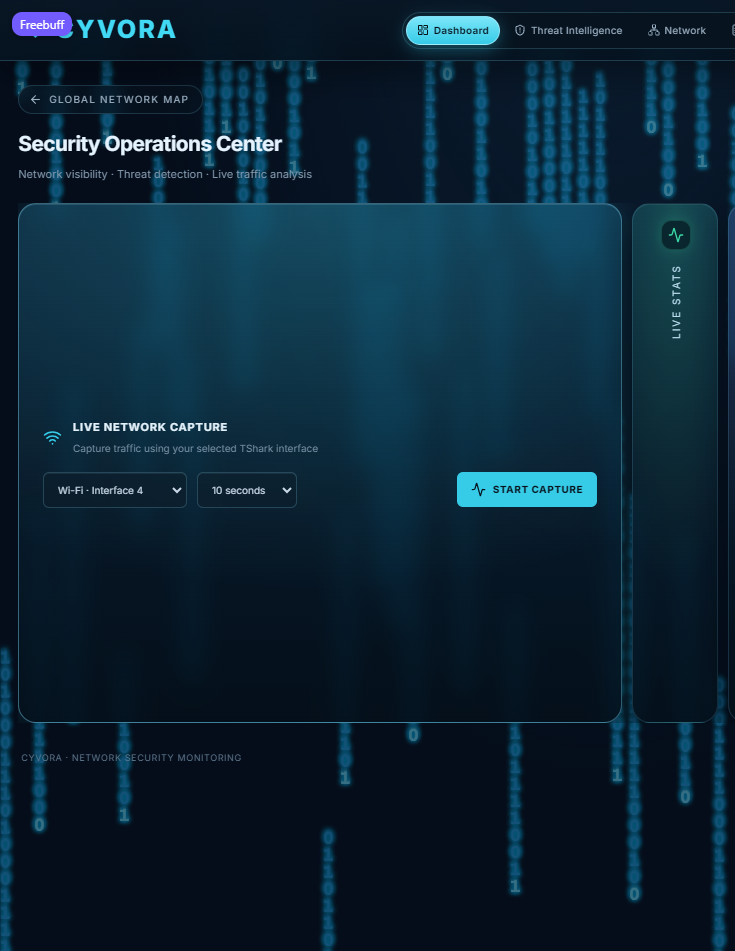 Freebuff
CYVORA
Dashboard
Threat Intelligence
Network
GLOBAL NETWORK MAP
Security Operations Center
Network visibility · Threat detection · Live traffic analysis
LIVE NETWORK CAPTURE
Capture traffic using your selected TShark interface
Wi-Fi · Interface 4
10 seconds
START CAPTURE
LIVE STATS
CYVORA · NETWORK SECURITY MONITORING